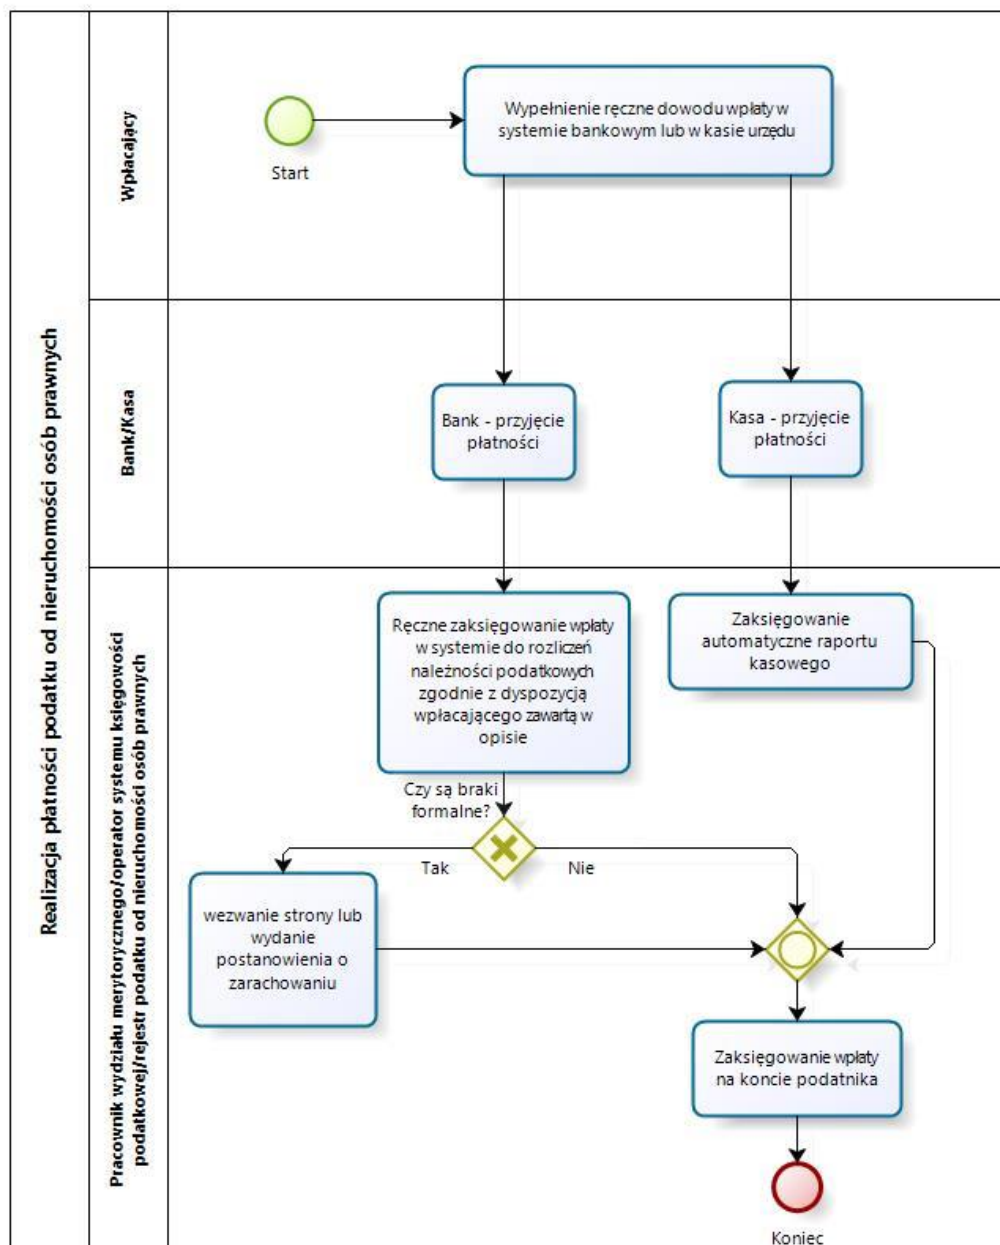 Realizacja płatności podatku od nieruchomości osób prawnych
Wpłacający
Start
Wypełnienie ręczne dowodu wpłaty w
systemie bankowym lub w kasie urzędu
Bank/Kasa
Bank - przyjęcie
płatności
Kasa - przyjęcie
płatności
Pracownik wydziału merytorycznego/operator systemu księgowości
podatkowej/rejestr podatku od nieruchomości osób prawnych
Ręczne zaksięgowanie wpłaty
w systemie do rozliczeń
należności podatkowych
zgodnie z dyspozycją
wpłacającego zawartą w
opisie
Zaksięgowanie
automatyczne raportu
kasowego
Czy są braki
formalne?
Tak
Nie
wezwanie strony lub
wydanie
postanowienia o
zarachowaniu
Zaksięgowanie wpłaty
na koncie podatnika
Koniec